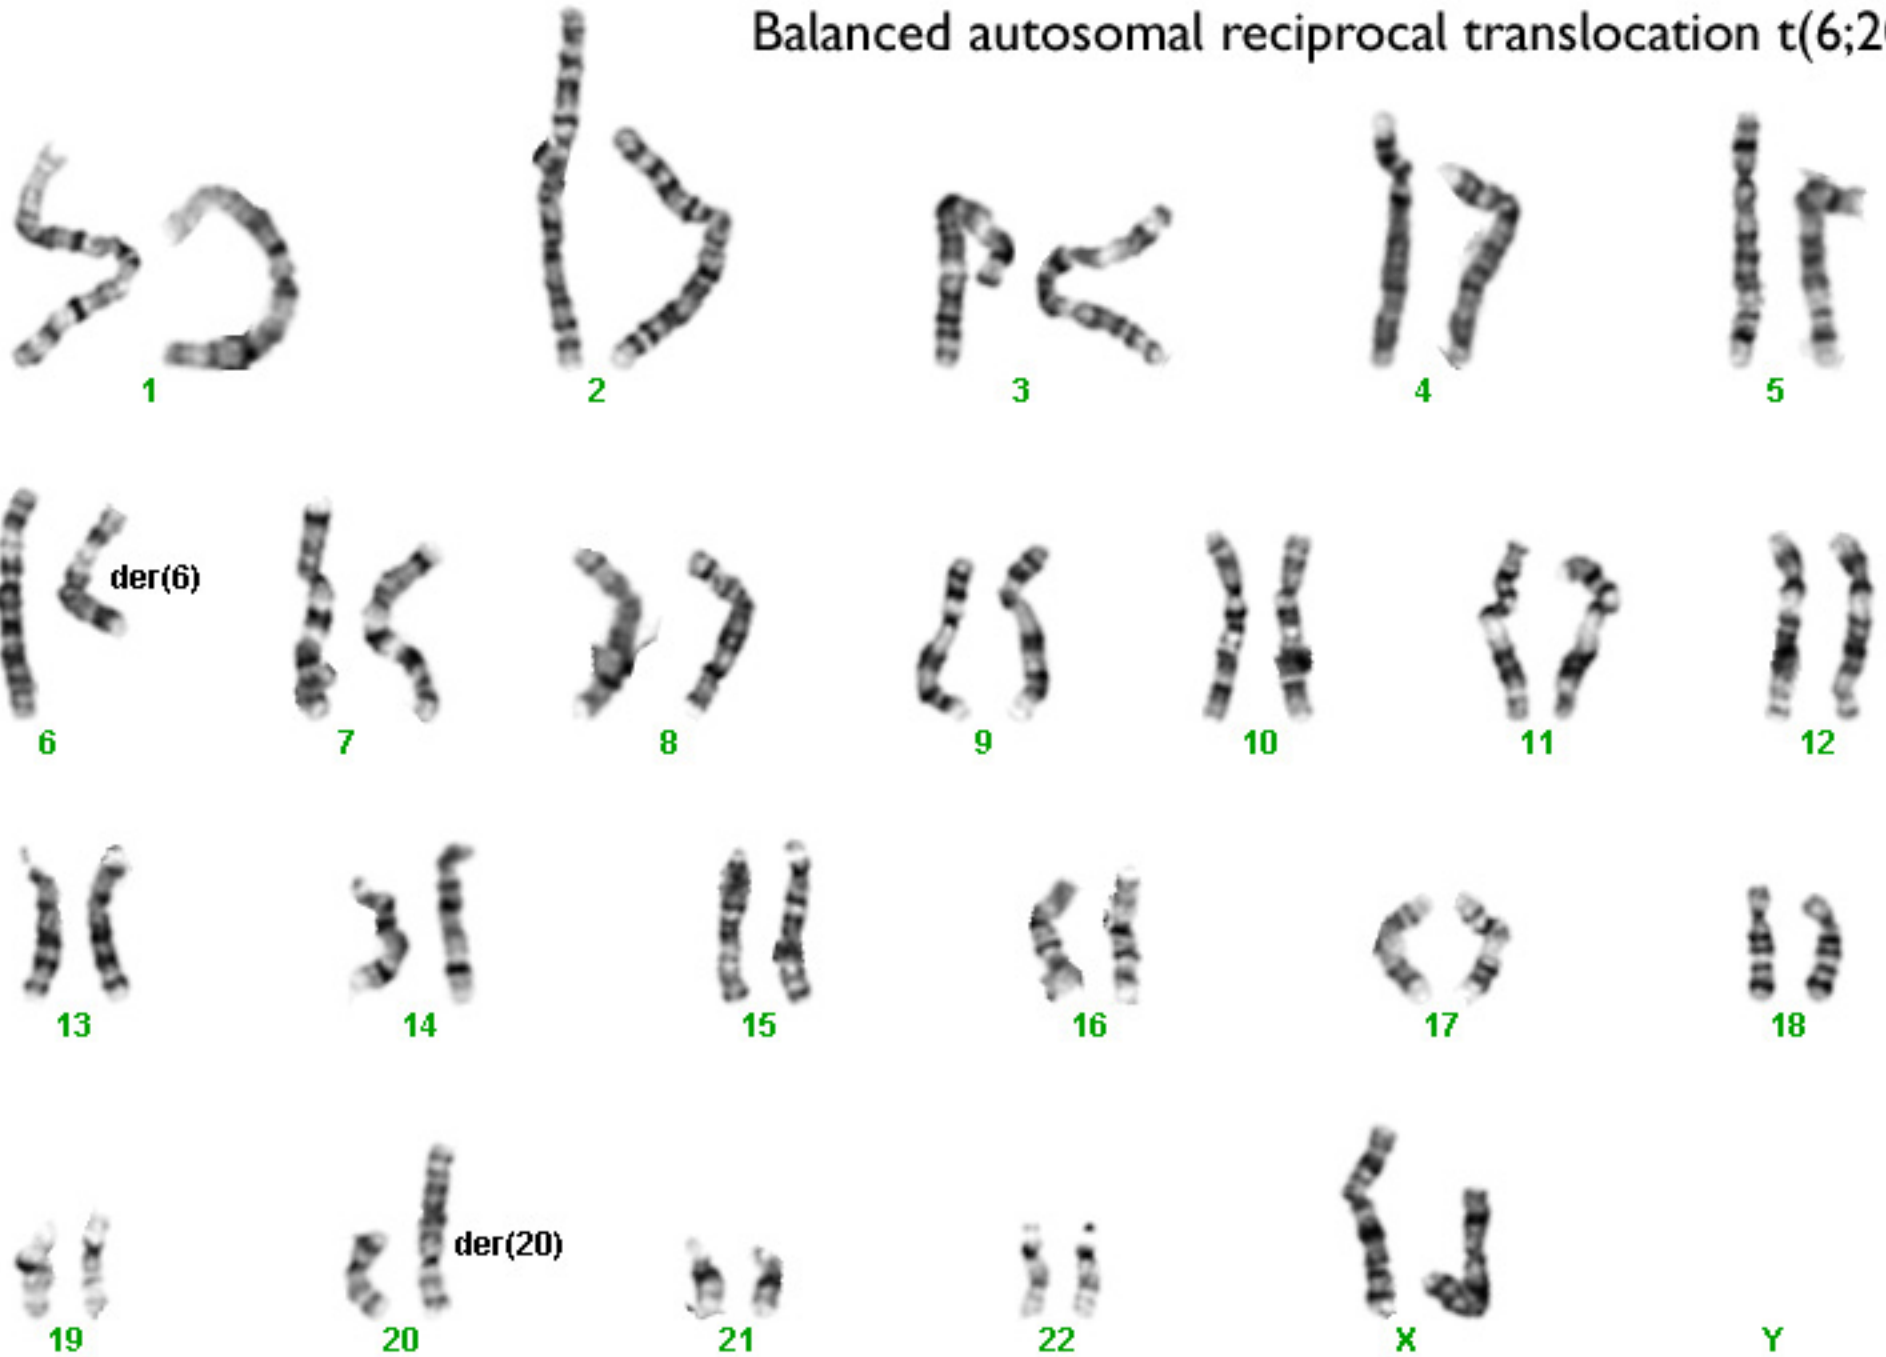 Balanced autosomal reciprocal translocation t(6;20
1 2 3 4 5
der(6)
6 7 8 9 10 11 12
13 14 15 16 17 18
der(20)
19 20 21 22 X Y